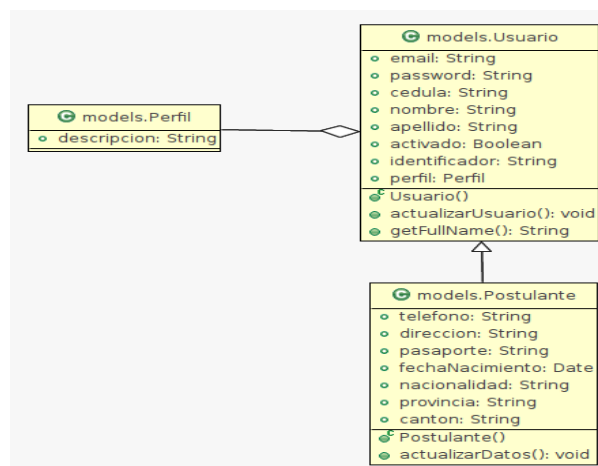 models.Usuario
email: String
password: String
cedula: String
nombre: String
apellido: String
activado: Boolean
identificador: String
perfil: Perfil
Usuario()
actualizarUsuario(): void
getFullName(): String
models.Perfil
descripcion: String
models.Postulante
telefono: String
direccion: String
pasaporte: String
fechaNacimiento: Date
nacionalidad: String
provincia: String
canton: String
Postulante()
actualizarDatos(): void